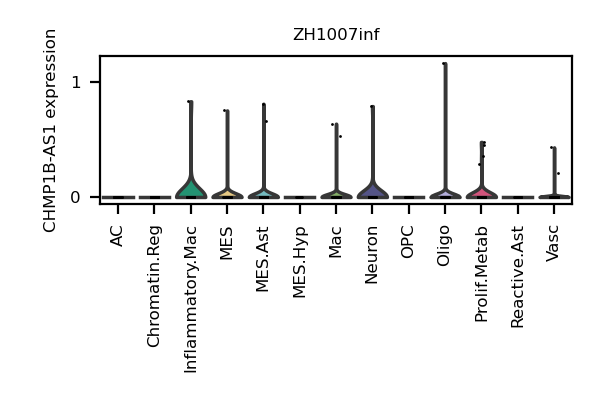 ZH1007inf
CHMP1B-AS1 expression
1
0
AC
Chromatin.Reg
Inflammatory.Mac
MES
MES.Ast
MES.Hyp
Mac
Neuron
OPC
Oligo
Prolif.Metab
Reactive.Ast
Vasc